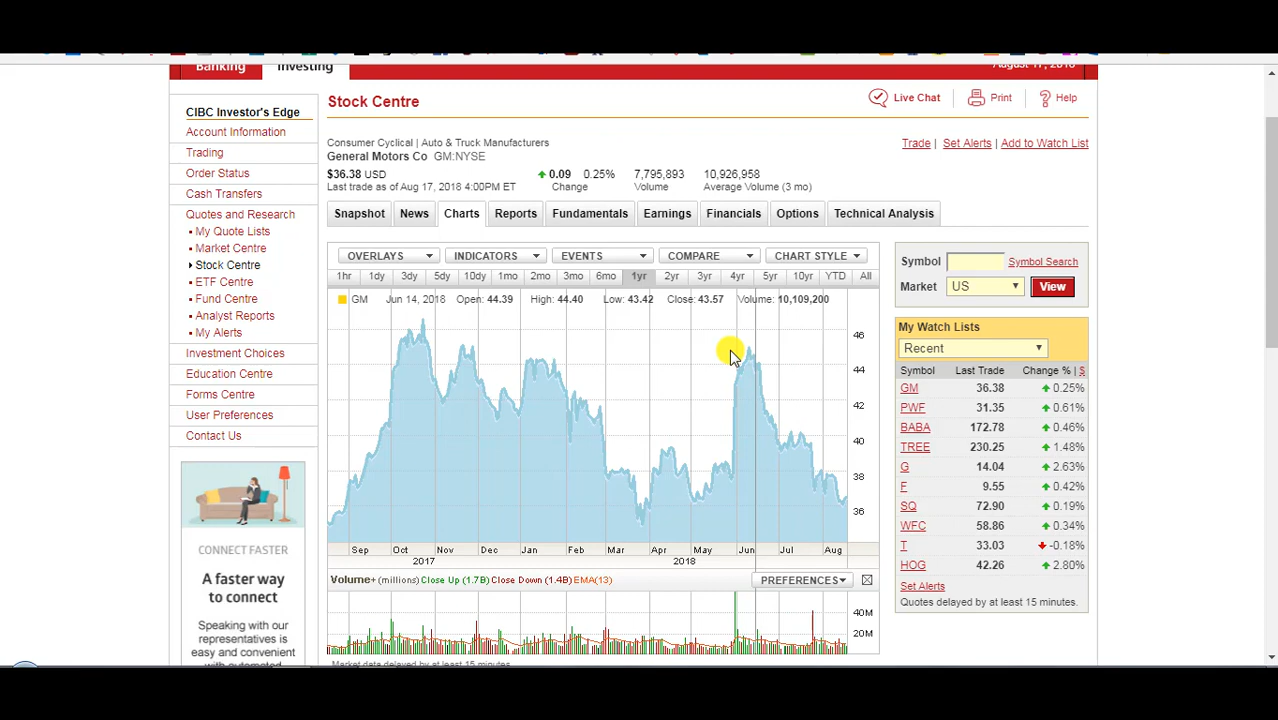 Banking
Investing
August 17, 2018
CIBC Investor's Edge
Account Information
Trading
Order Status
Cash Transfers
Quotes and Research
My Quote Lists
Market Centre
Stock Centre
ETF Centre
Fund Centre
Analyst Reports
My Alerts
Investment Choices
Education Centre
Forms Centre
User Preferences
Contact Us
CONNECT FASTER
A faster way
to connect
Speaking with our
representatives is
easy and convenient
with automated
Stock Centre
Live Chat
Print
Help
Consumer Cyclical | Auto & Truck Manufacturers
General Motors Co GM:NYSE
Trade | Set Alerts | Add to Watch List
$36.38 USD 0.09 0.25% 7,795,893 10,926,958
Last trade as of Aug 17, 2018 4:00PM ET Change Volume Average Volume (3 mo)
Snapshot News Charts Reports Fundamentals Earnings Financials Options Technical Analysis
OVERLAYS INDICATORS EVENTS COMPARE CHART STYLE
1hr 1dy 3dy 5dy 10dy 1mo 2mo 3mo 6mo 1yr 2yr 3yr 4yr 5yr 10yr YTD All
GM Jun 14, 2018 Open: 44.39 High: 44.40 Low: 43.42 Close: 43.57 Volume: 10,109,200
46
44
42
40
38
36
Sep Oct Nov Dec Jan Feb Mar Apr May Jun Jul Aug
2017 2018
Volume+ (millions) Close Up (1.7B) Close Down (1.4B) EMA(13)
PREFERENCES
40M
20M
Market data delayed by at least 15 minutes.
Symbol Symbol Search
Market US View
My Watch Lists
Recent
Symbol Last Trade Change % | $
GM 36.38 0.25%
PWF 31.35 0.61%
BABA 172.78 0.46%
TREE 230.25 1.48%
G 14.04 2.63%
F 9.55 0.42%
SQ 72.90 0.19%
WFC 58.86 0.34%
T 33.03 -0.18%
HOG 42.26 2.80%
Set Alerts
Quotes delayed by at least 15 minutes.